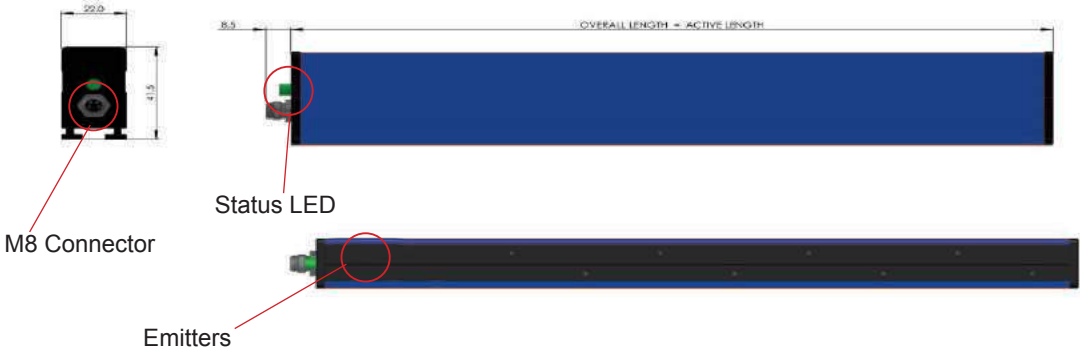 22.0
8.5
OVERALL LENGTH = ACTIVE LENGTH
41.5
Status LED
M8 Connector
Emitters